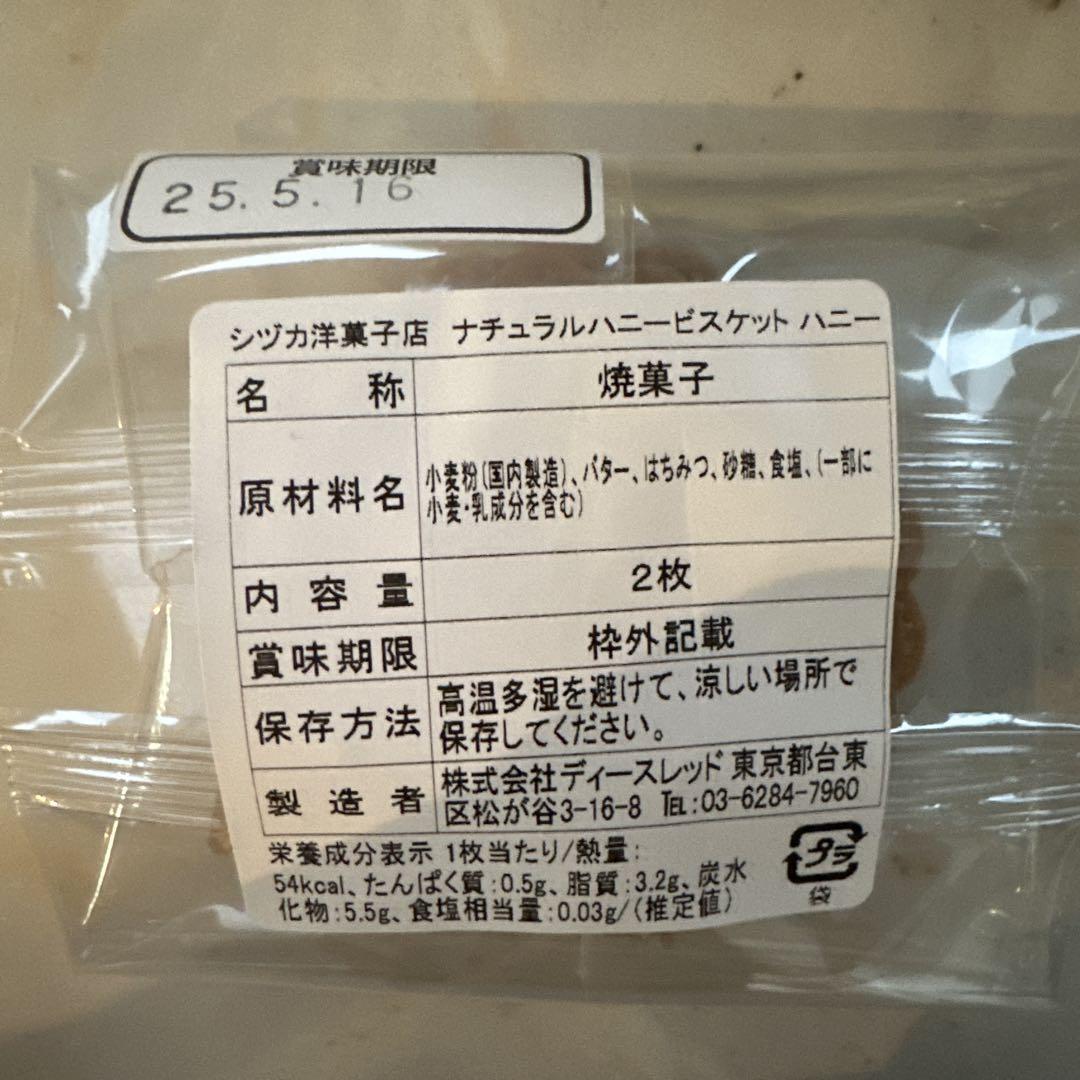 賞味期限
25.5.16
シヅカ洋菓子店 ナチュラルハニービスケット ハニー
名称 焼菓子
原材料名 小麦粉(国内製造)、バター、はちみつ、砂糖、食塩、(一部に
小麦・乳成分を含む)
内容量 2枚
賞味期限 枠外記載
保存方法 高温多湿を避けて、涼しい場所で
保存してください。
製造者 株式会社ディースレッド 東京都台東
区松が谷3-16-8 TEL:03-6284-7960
栄養成分表示 1枚当たり/熱量:
54kcal、たんぱく質:0.5g、脂質:3.2g、炭水
化物:5.5g、食塩相当量:0.03g/(推定値)
プラ
袋